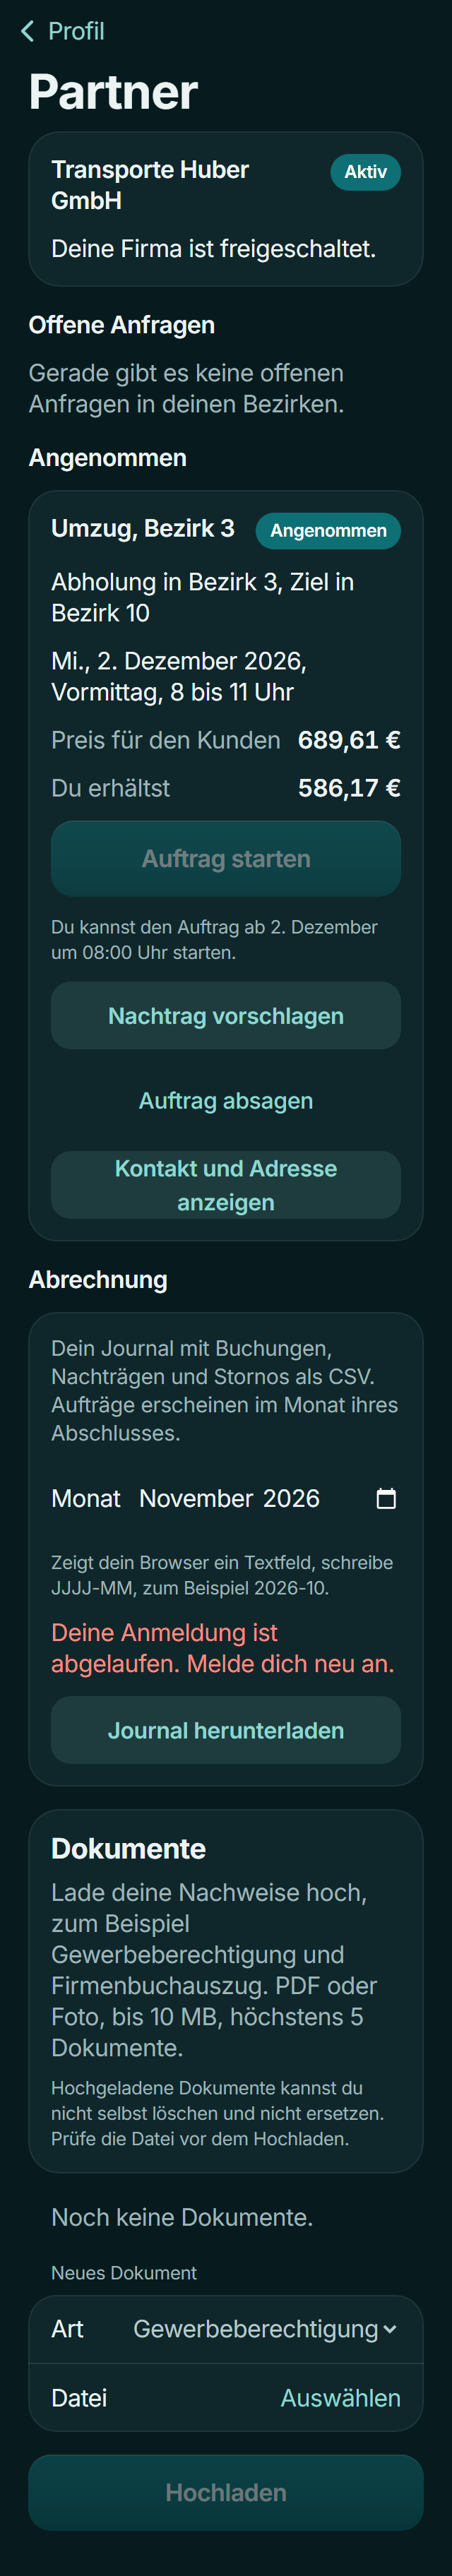 Profil
Partner
Transporte Huber
GmbH
Aktiv
Deine Firma ist freigeschaltet.
Offene Anfragen
Gerade gibt es keine offenen
Anfragen in deinen Bezirken.
Angenommen
Umzug, Bezirk 3
Angenommen
Abholung in Bezirk 3, Ziel in
Bezirk 10
Mi., 2. Dezember 2026,
Vormittag, 8 bis 11 Uhr
Preis für den Kunden 689,61 €
Du erhältst 586,17 €
Auftrag starten
Du kannst den Auftrag ab 2. Dezember
um 08:00 Uhr starten.
Nachtrag vorschlagen
Auftrag absagen
Kontakt und Adresse
anzeigen
Abrechnung
Dein Journal mit Buchungen,
Nachträgen und Stornos als CSV.
Aufträge erscheinen im Monat ihres
Abschlusses.
Monat November 2026
Zeigt dein Browser ein Textfeld, schreibe
JJJJ-MM, zum Beispiel 2026-10.
Deine Anmeldung ist
abgelaufen. Melde dich neu an.
Journal herunterladen
Dokumente
Lade deine Nachweise hoch,
zum Beispiel
Gewerbeberechtigung und
Firmenbuchauszug. PDF oder
Foto, bis 10 MB, höchstens 5
Dokumente.
Hochgeladene Dokumente kannst du
nicht selbst löschen und nicht ersetzen.
Prüfe die Datei vor dem Hochladen.
Noch keine Dokumente.
Neues Dokument
Art Gewerbeberechtigung
Datei Auswählen
Hochladen